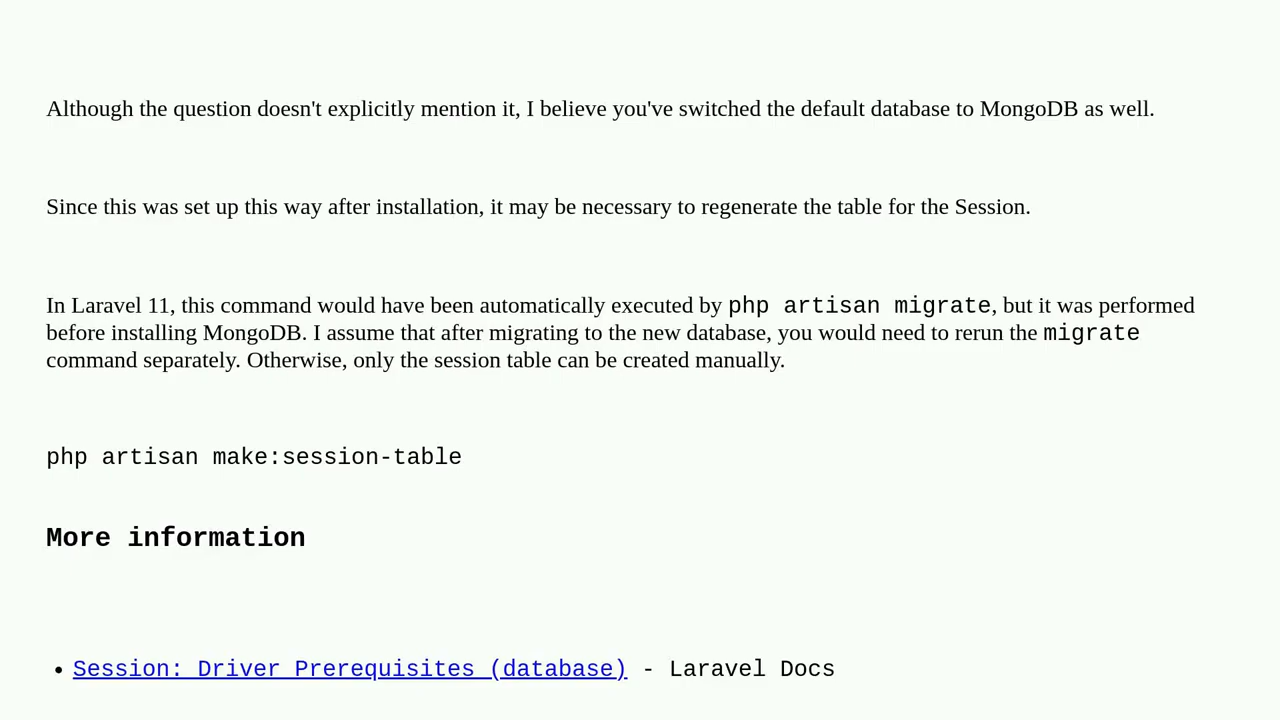 Although the question doesn't explicitly mention it, I believe you've switched the default database to MongoDB as well.
Since this was set up this way after installation, it may be necessary to regenerate the table for the Session.
In Laravel 11, this command would have been automatically executed by php artisan migrate, but it was performed
before installing MongoDB. I assume that after migrating to the new database, you would need to rerun the migrate
command separately. Otherwise, only the session table can be created manually.
php artisan make:session-table
More information
• Session: Driver Prerequisites (database) - Laravel Docs